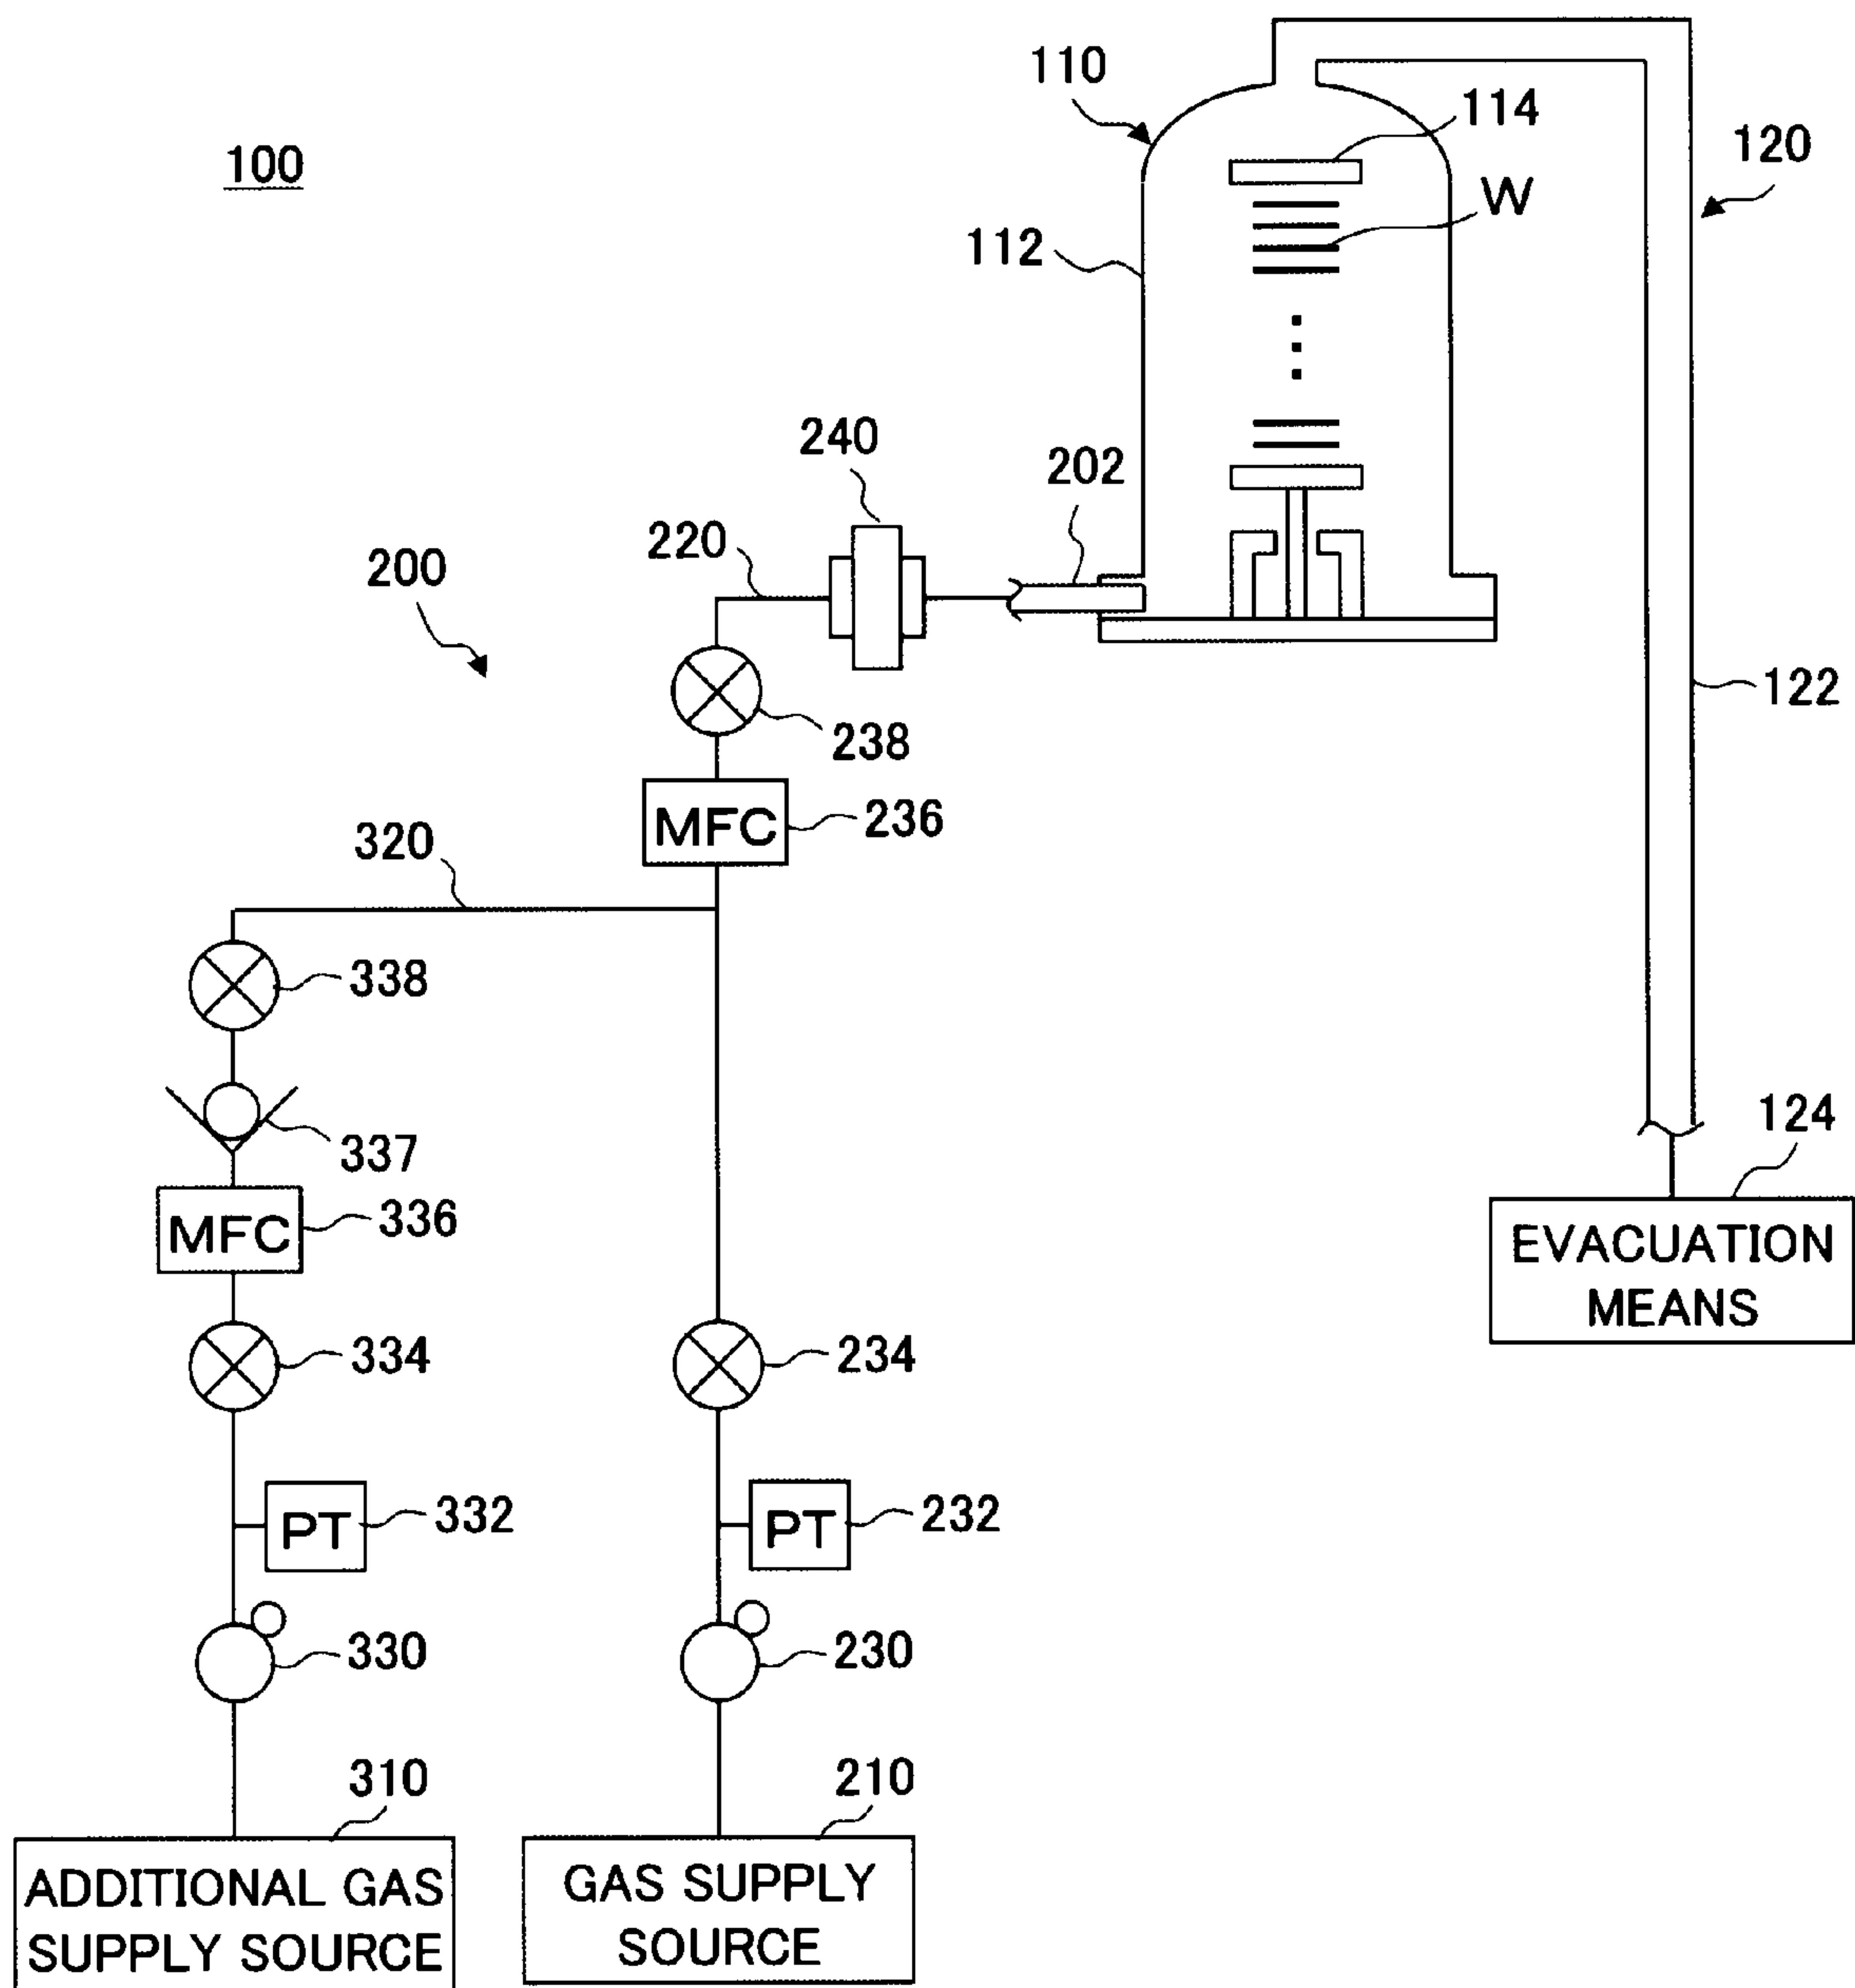 110
114
100
120
W
112
240
202
220
200
238
122
MFC
236
320
338
124
337
MFC
336
EVACUATION
MEANS
334
234
PT
332
PT
232
330
230
310
210
ADDITIONAL GAS
SUPPLY SOURCE
GAS SUPPLY
SOURCE